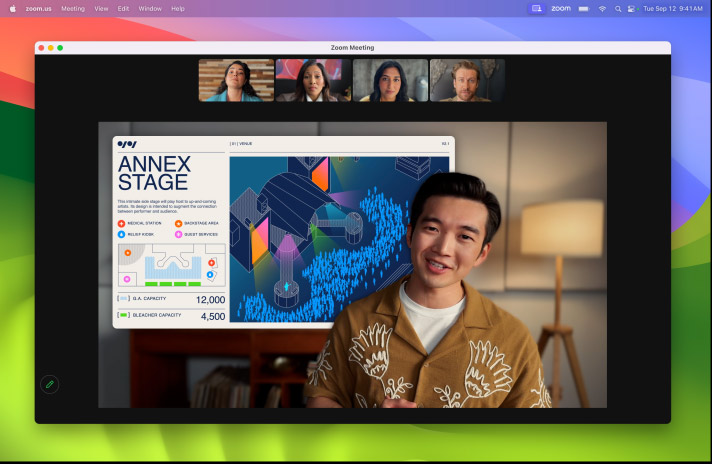 zoom.us Meeting View Edit Window Help
zoom
Tue Sep 12 9:41AM
Zoom Meeting
[ 01 ] VENUE
V2.1
ANNEX
STAGE
This intimate side stage will play host to up-and-coming
artists. Its design is intended to augment the connection
between performer and audience.
MEDICAL STATION
BACKSTAGE AREA
RELIEF KIOSK
GUEST SERVICES
G.A. CAPACITY 12,000
BLEACHER CAPACITY 4,500